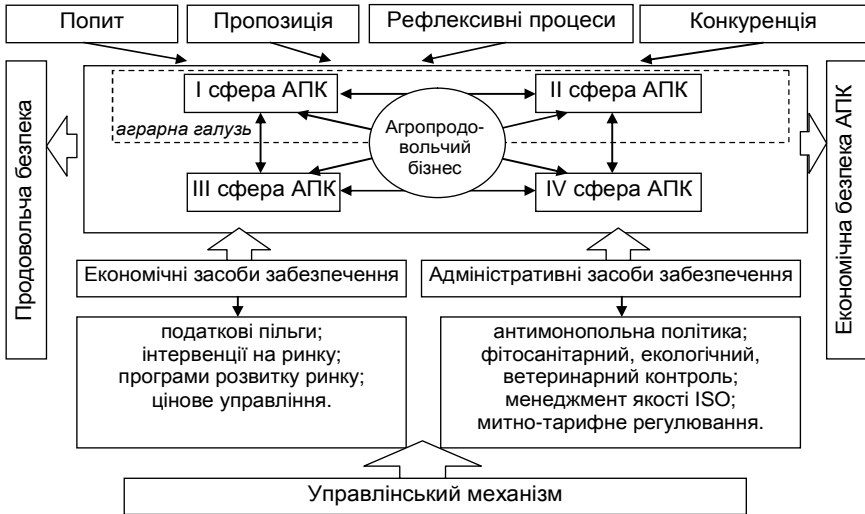 Попит
Пропозиція
Рефлексивні процеси
Конкуренція
Продовольча безпека
І сфера АПК
ІІ сфера АПК
аграрна галузь
Агропродо-
вольчий
бізнес
ІІІ сфера АПК
IV сфера АПК
Економічна безпека АПК
Економічні засоби забезпечення
Адміністративні засоби забезпечення
податкові пільги;
інтервенції на ринку;
програми розвитку ринку;
цінове управління.
антимонопольна політика;
фітосанітарний, екологічний,
ветеринарний контроль;
менеджмент якості ISO;
митно-тарифне регулювання.
Управлінський механізм